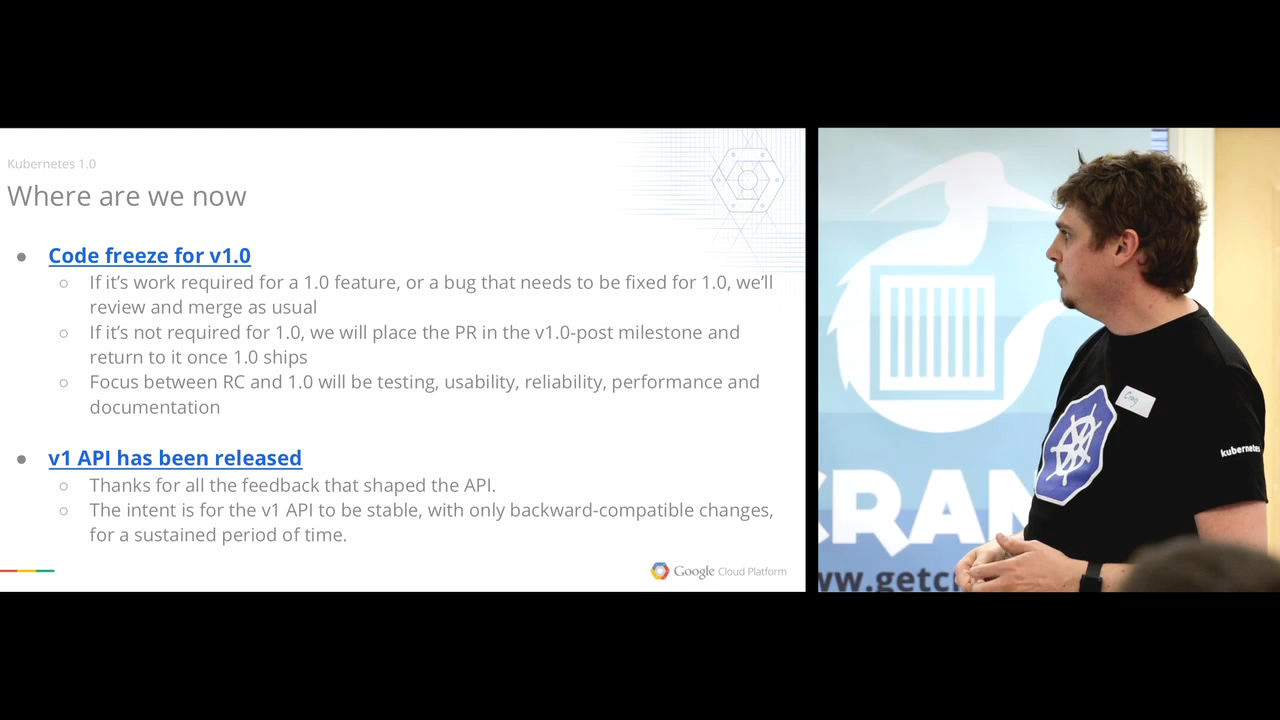 Kubernetes 1.0
Where are we now
● Code freeze for v1.0
○ If it's work required for a 1.0 feature, or a bug that needs to be fixed for 1.0, we'll
review and merge as usual
○ If it's not required for 1.0, we will place the PR in the v1.0-post milestone and
return to it once 1.0 ships
○ Focus between RC and 1.0 will be testing, usability, reliability, performance and
documentation
● v1 API has been released
○ Thanks for all the feedback that shaped the API.
○ The intent is for the v1 API to be stable, with only backward-compatible changes,
for a sustained period of time.
Google Cloud Platform
Craig
kubernetes
CRAN
ww.getcr